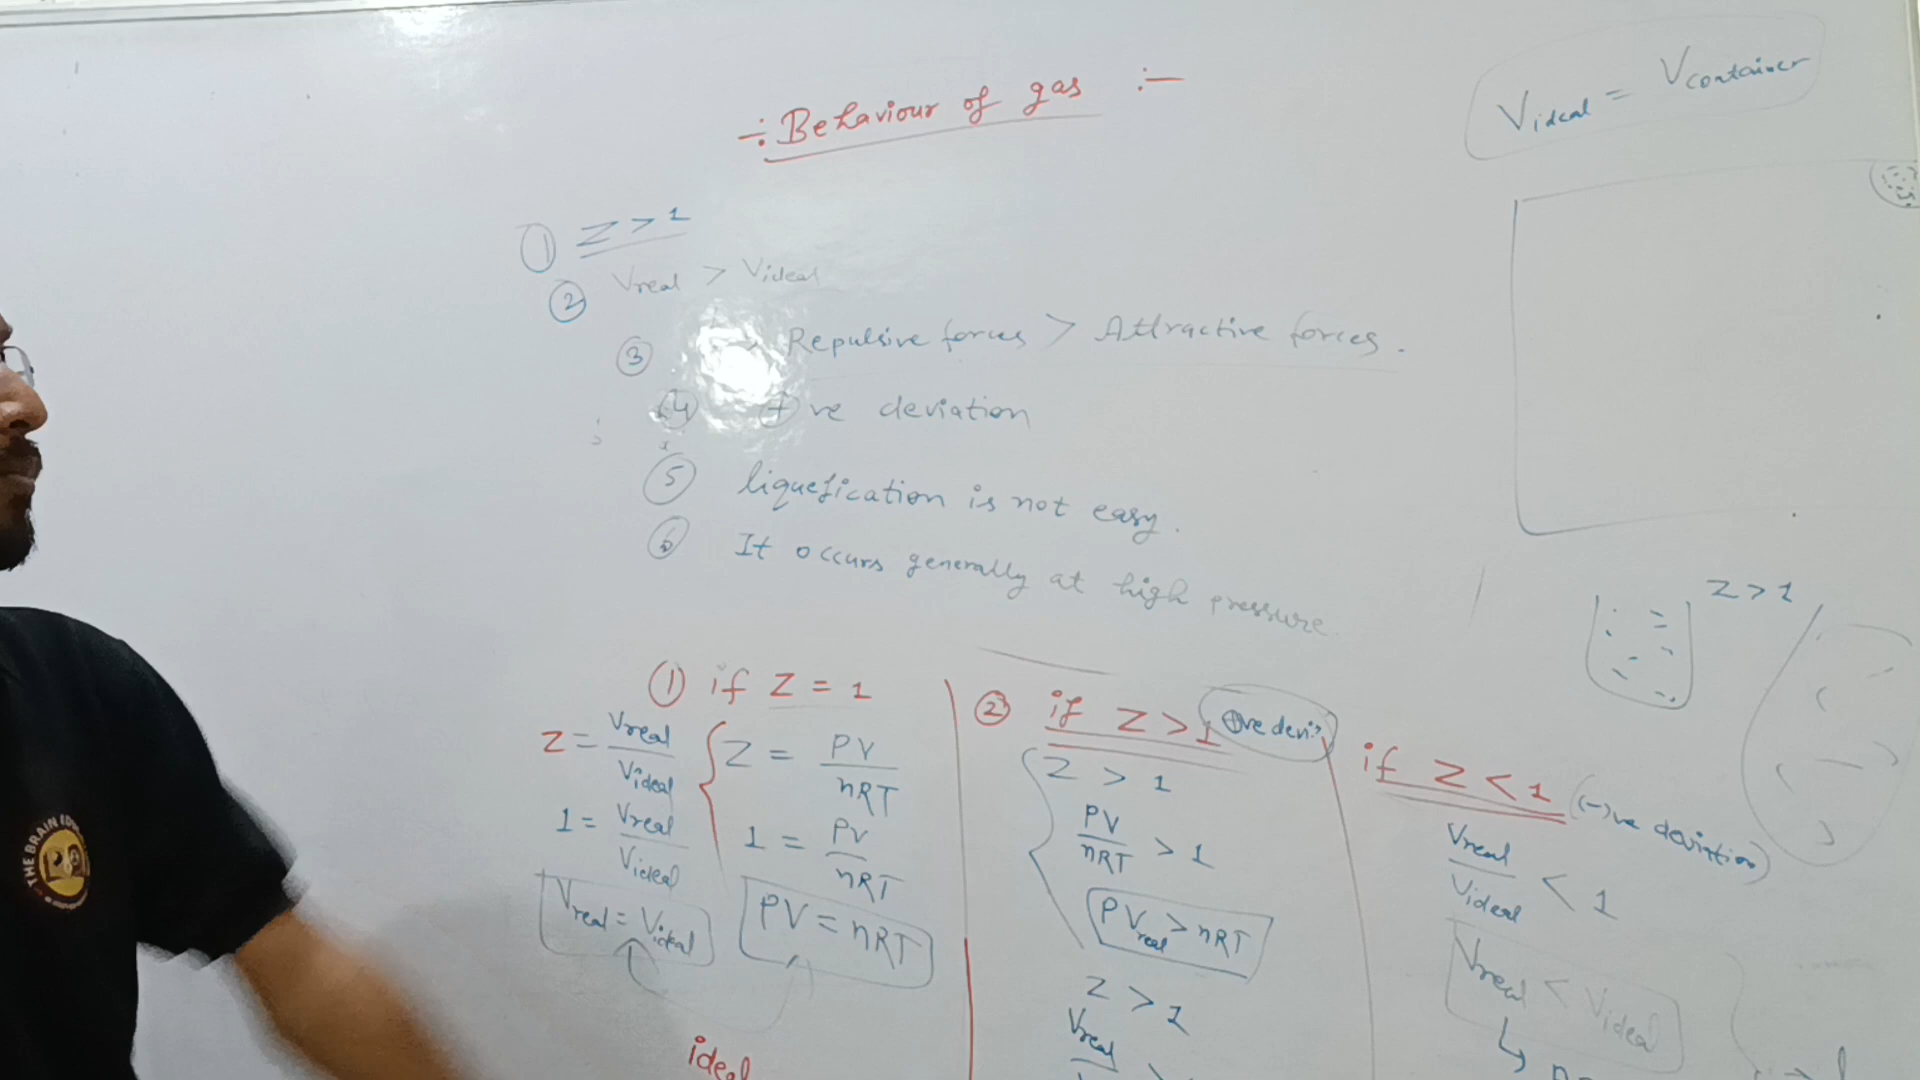 ÷ Behaviour of gas :-
Videal = Vcontainer
① Z > 1
② Vreal > Videal
③ → Repulsive forces > Attractive forces.
④ ⊕ve deviation
⑤ liquefication is not easy.
⑥ It occurs generally at high pressure
Z > 1
① if Z = 1
Z = Vreal / Videal
1 = Vreal / Videal
Vreal = Videal
Z = PV / nRT
1 = PV / nRT
PV = nRT
ideal
② if Z > 1 ⊕ve devi:
Z > 1
PV / nRT > 1
PVreal > nRT
Z > 1
Vreal
if Z < 1 (-)ve deviation)
Vreal / Videal < 1
Vreal < Videal
THE BRAIN